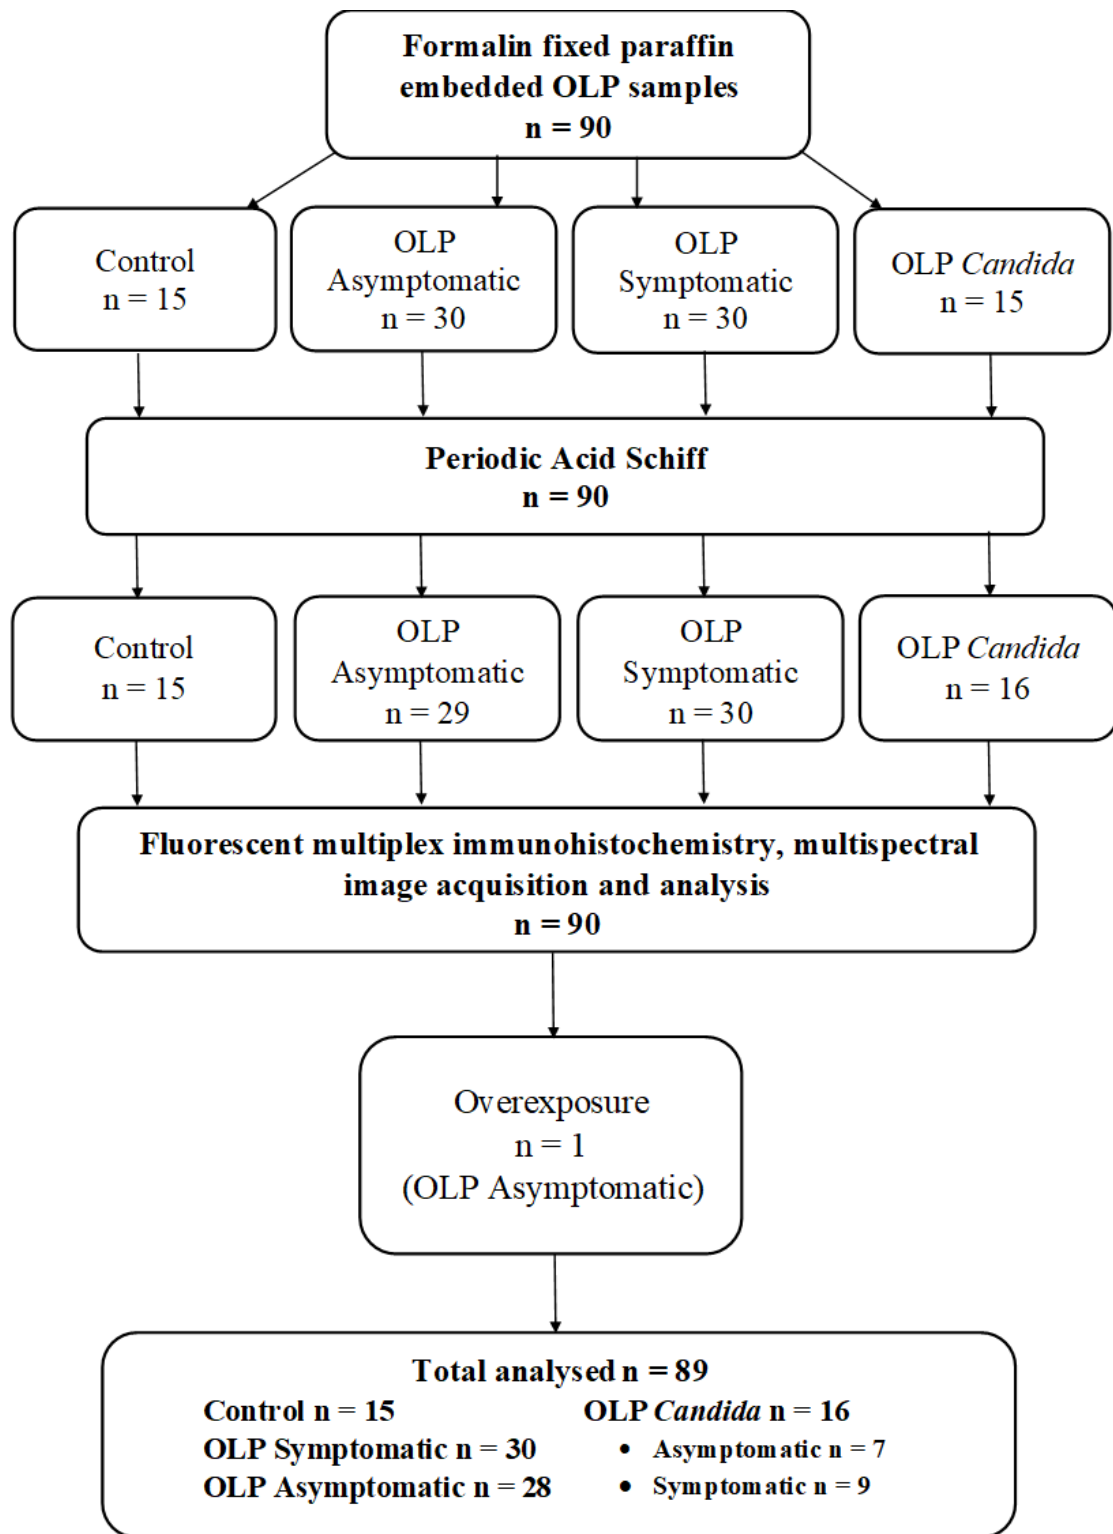 Formalin fixed paraffin
embedded OLP samples
n = 90
Control
n = 15
OLP
Asymptomatic
n = 30
OLP
Symptomatic
n = 30
OLP Candida
n = 15
Periodic Acid Schiff
n = 90
Control
n = 15
OLP
Asymptomatic
n = 29
OLP
Symptomatic
n = 30
OLP Candida
n = 16
Fluorescent multiplex immunohistochemistry, multispectral
image acquisition and analysis
n = 90
Overexposure
n = 1
(OLP Asymptomatic)
Total analysed n = 89
Control n = 15
OLP Symptomatic n = 30
OLP Asymptomatic n = 28
OLP Candida n = 16
• Asymptomatic n = 7
• Symptomatic n = 9